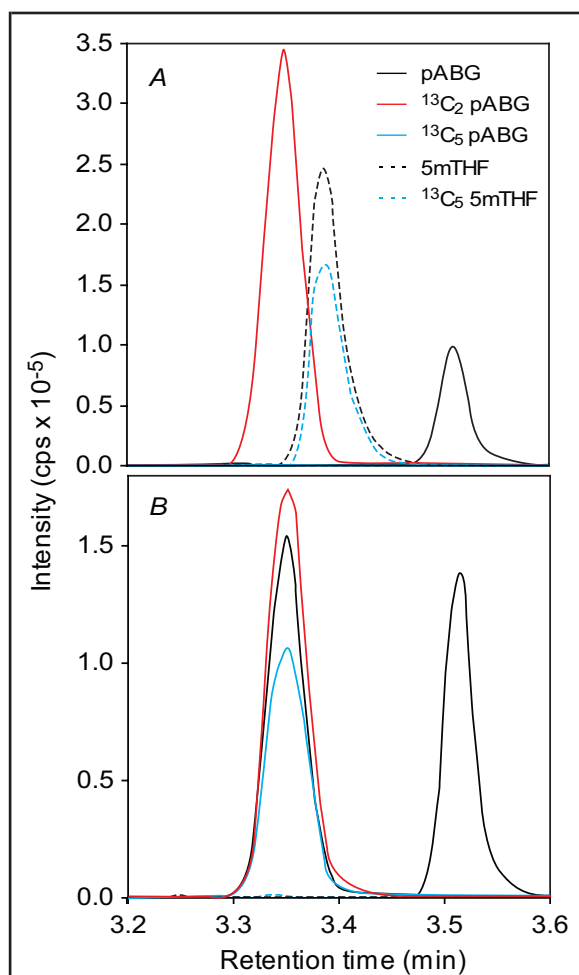 Intensity (cps x 10-5)
3.5
3.0
2.5
2.0
1.5
1.0
0.5
0.0
A
pABG
¹³C₂ pABG
¹³C₅ pABG
5mTHF
¹³C₅ 5mTHF
1.5
1.0
0.5
0.0
B
3.2 3.3 3.4 3.5 3.6
Retention time (min)